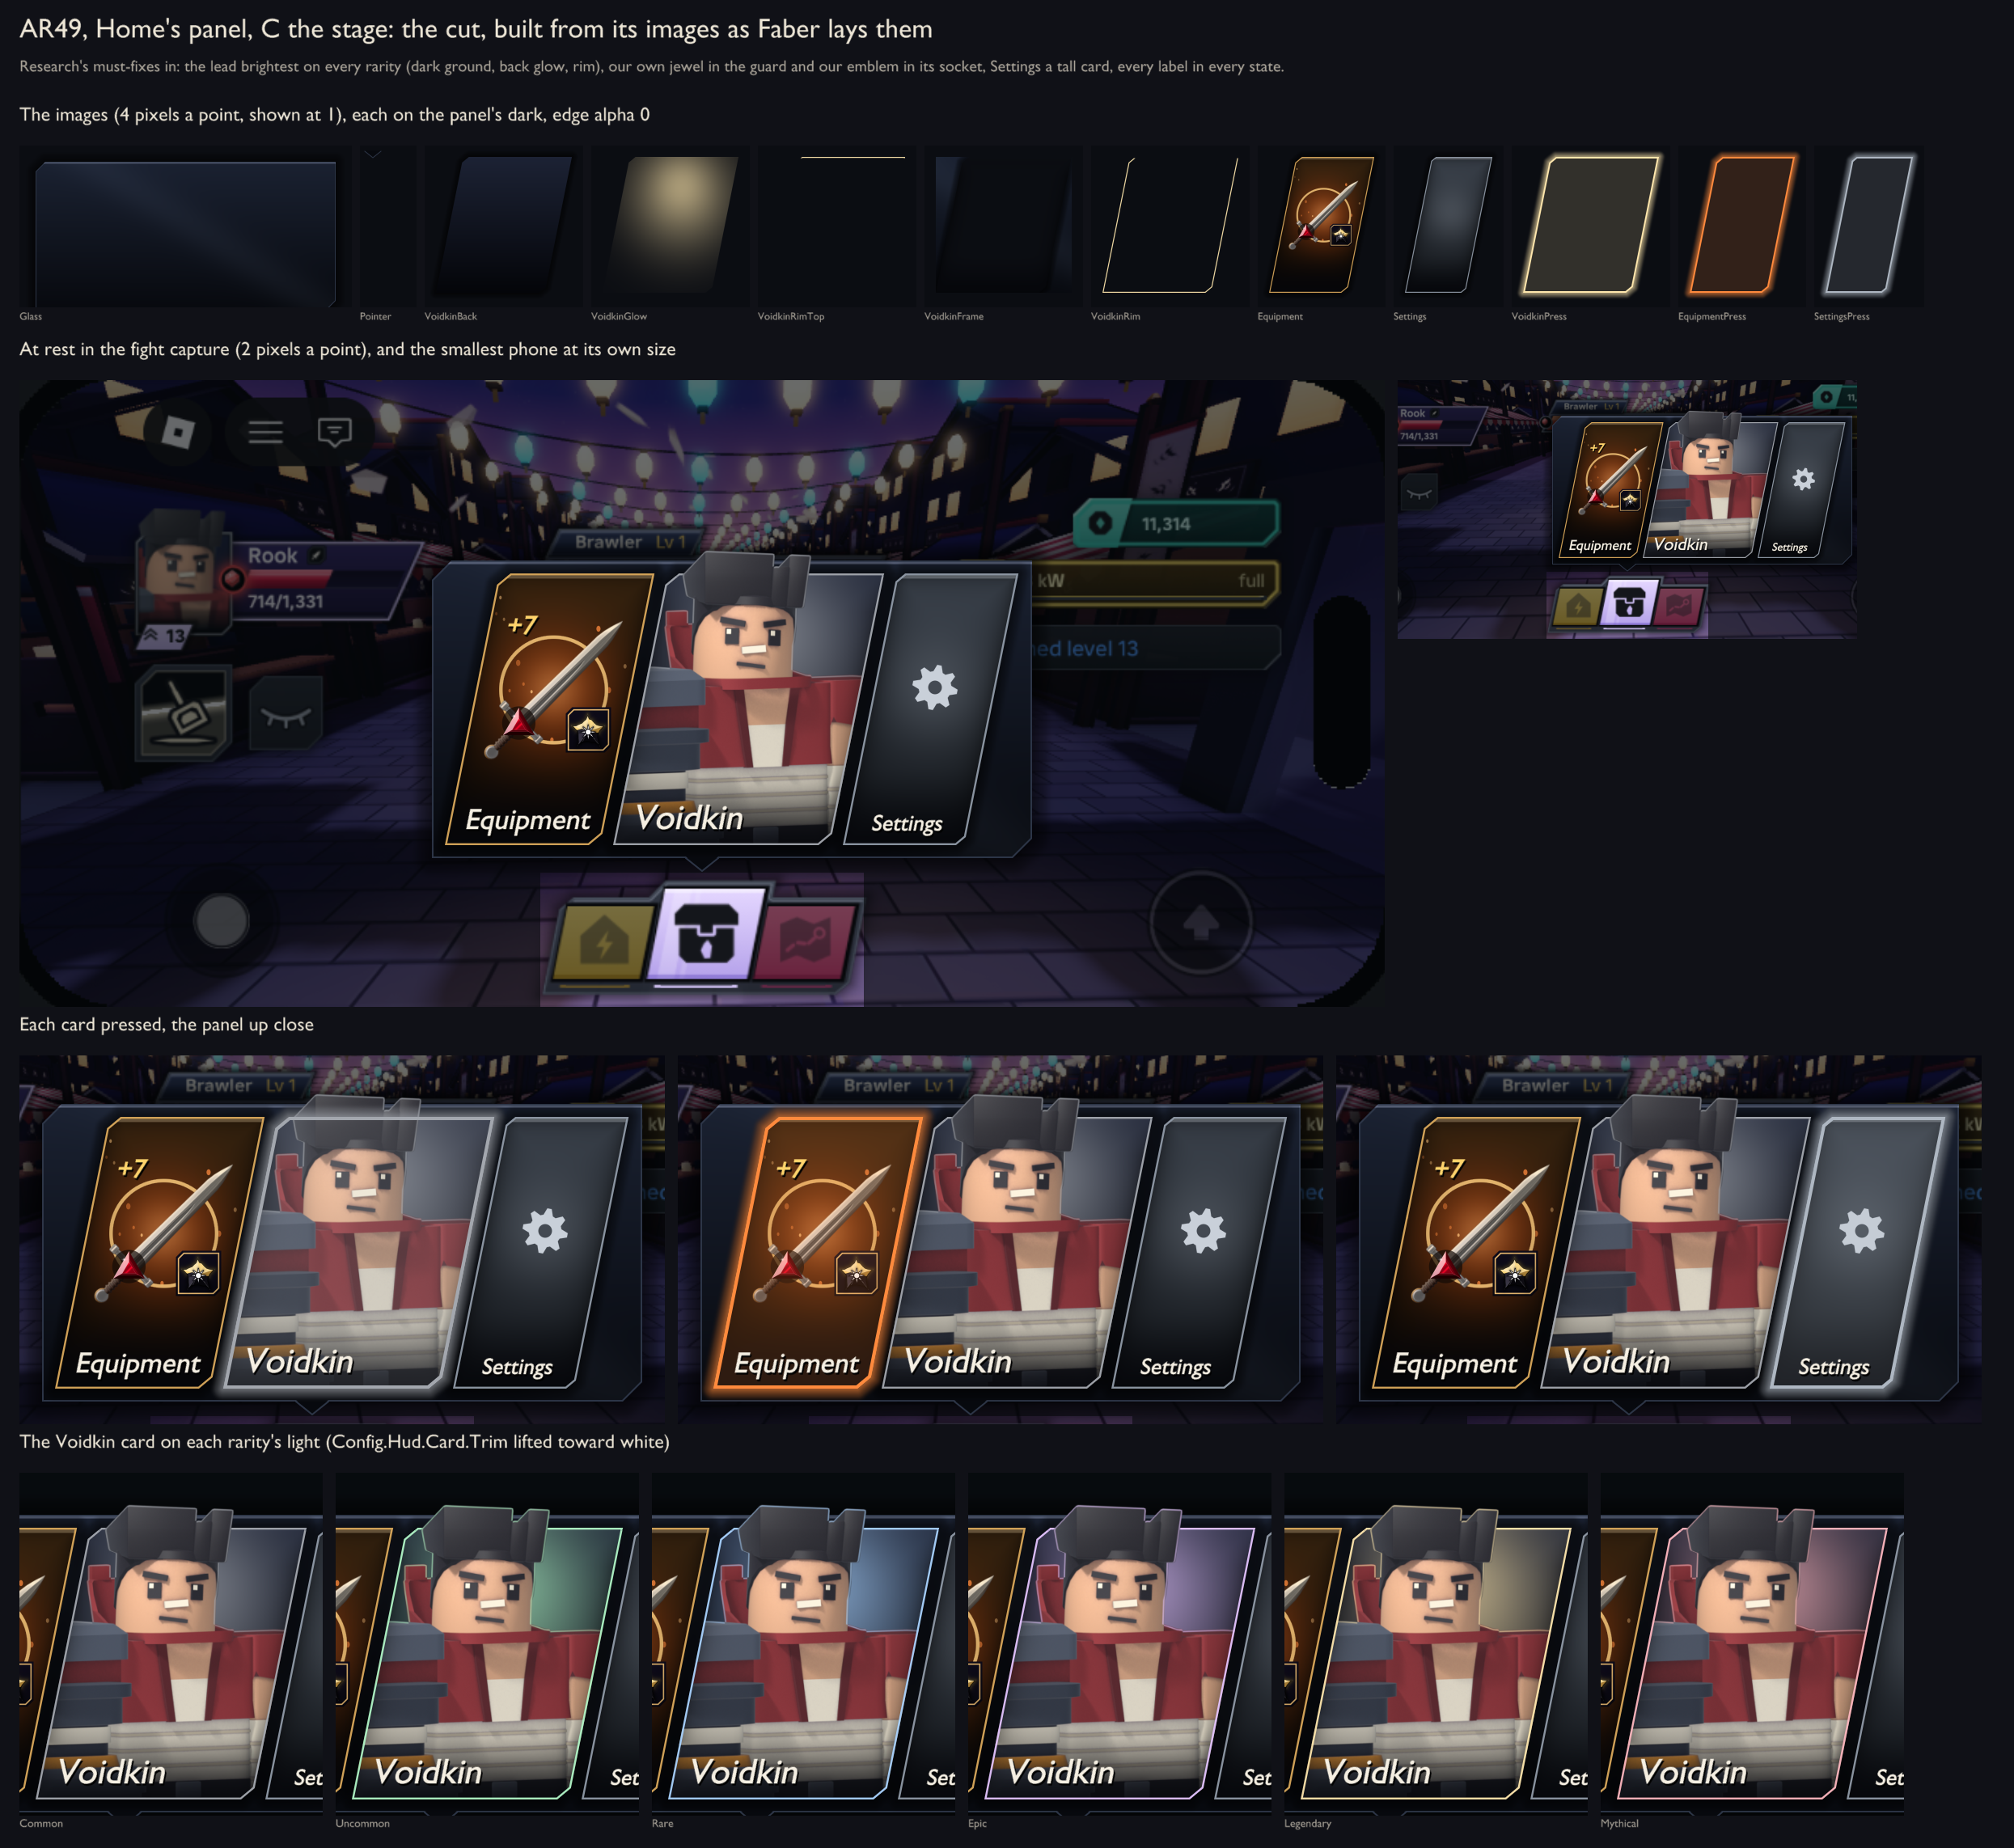 AR49, Home's panel, C the stage: the cut, built from its images as Faber lays them
Research's must-fixes in: the lead brightest on every rarity (dark ground, back glow, rim), our own jewel in the guard and our emblem in its socket, Settings a tall card, every label in every state.
The images (4 pixels a point, shown at 1), each on the panel's dark, edge alpha 0
Glass
Pointer
VoidkinBack
VoidkinGlow
VoidkinRimTop
VoidkinFrame
VoidkinRim
Equipment
Settings
VoidkinPress
EquipmentPress
SettingsPress
At rest in the fight capture (2 pixels a point), and the smallest phone at its own size
Rook
714/1,331
13
Brawler Lv 1
11,314
kW full
ned level 13
+7
Equipment
Voidkin
Settings
Rook
714/1,331
Brawler Lv 1
11,
+7
Equipment
Voidkin
Settings
Each card pressed, the panel up close
Brawler Lv 1
kW
ned
+7
Equipment
Voidkin
Settings
Brawler Lv 1
kW
ned
+7
Equipment
Voidkin
Settings
Brawler Lv 1
kW
ned
+7
Equipment
Voidkin
Settings
The Voidkin card on each rarity's light (Config.Hud.Card.Trim lifted toward white)
Voidkin
Set
Voidkin
Set
Voidkin
Set
Voidkin
Set
Voidkin
Set
Voidkin
Set
Common
Uncommon
Rare
Epic
Legendary
Mythical